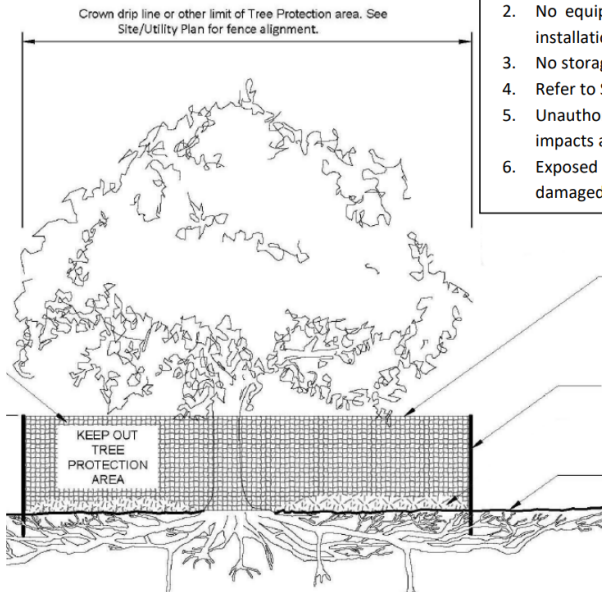 Crown drip line or other limit of Tree Protection area. See
Site/Utility Plan for fence alignment.
2. No equip
installatio
3. No storag
4. Refer to S
5. Unautho
impacts a
6. Exposed
damaged
KEEP OUT
TREE
PROTECTION
AREA